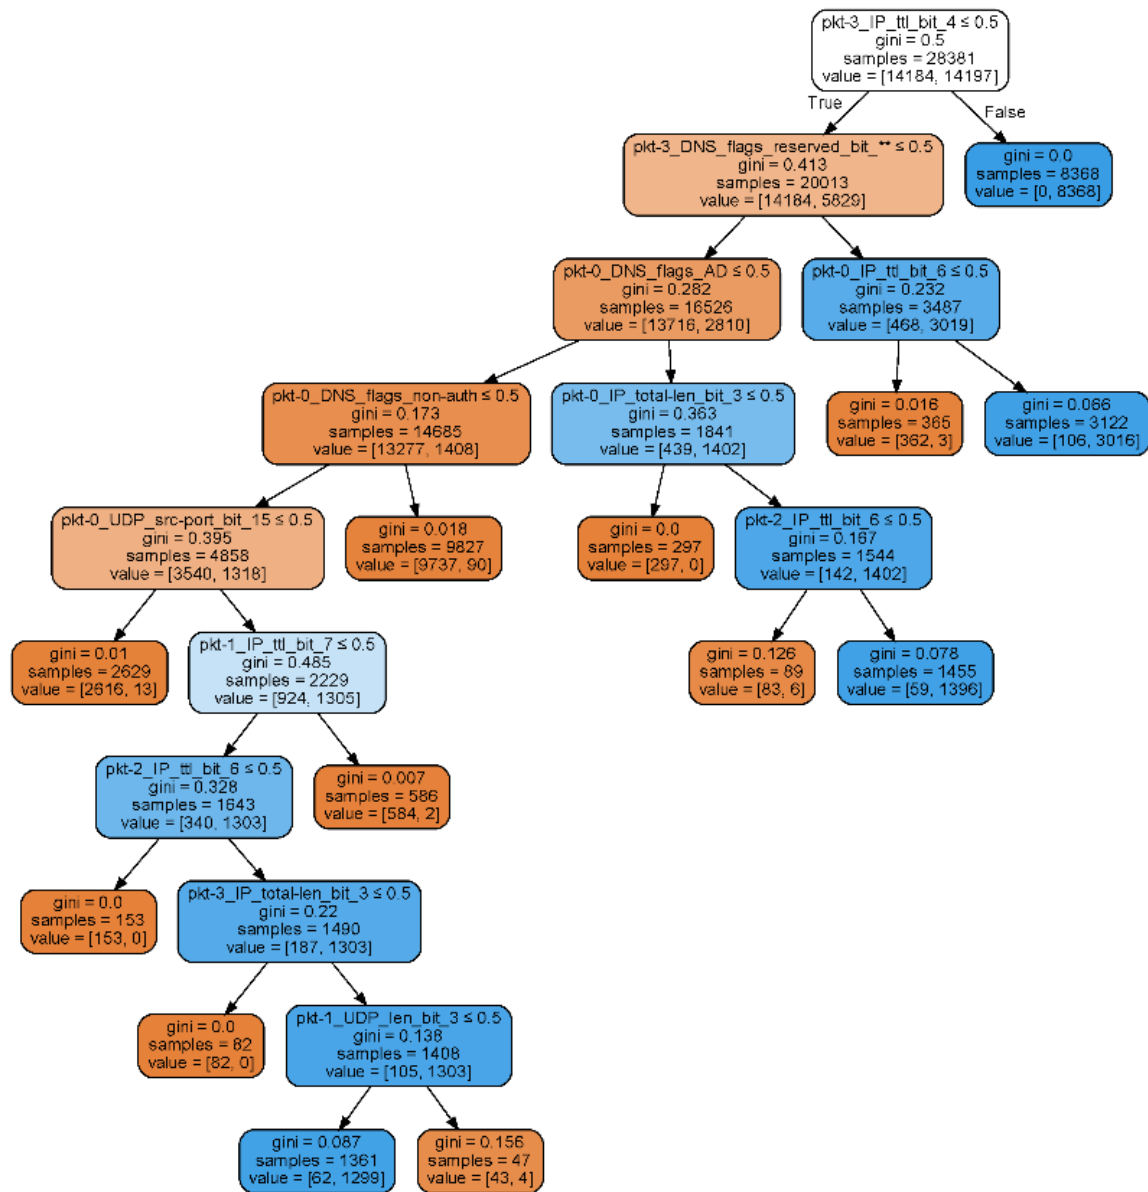 pkt-3_IP_ttl_bit_4 ≤ 0.5
gini = 0.5
samples = 28381
value = [14184, 14197]
True
False
pkt-3_DNS_flags_reserved_bit_** ≤ 0.5
gini = 0.413
samples = 20013
value = [14184, 5829]
gini = 0.0
samples = 8368
value = [0, 8368]
pkt-0_DNS_flags_AD ≤ 0.5
gini = 0.282
samples = 16526
value = [13716, 2810]
pkt-0_IP_ttl_bit_6 ≤ 0.5
gini = 0.232
samples = 3487
value = [468, 3019]
pkt-0_DNS_flags_non-auth ≤ 0.5
gini = 0.173
samples = 14685
value = [13277, 1408]
pkt-0_IP_total-len_bit_3 ≤ 0.5
gini = 0.363
samples = 1841
value = [439, 1402]
gini = 0.016
samples = 365
value = [362, 3]
gini = 0.066
samples = 3122
value = [106, 3016]
pkt-0_UDP_src-port_bit_15 ≤ 0.5
gini = 0.395
samples = 4858
value = [3540, 1318]
gini = 0.018
samples = 9827
value = [9737, 90]
gini = 0.0
samples = 297
value = [297, 0]
pkt-2_IP_ttl_bit_6 ≤ 0.5
gini = 0.167
samples = 1544
value = [142, 1402]
gini = 0.01
samples = 2629
value = [2616, 13]
pkt-1_IP_ttl_bit_7 ≤ 0.5
gini = 0.485
samples = 2229
value = [924, 1305]
gini = 0.126
samples = 89
value = [83, 6]
gini = 0.078
samples = 1455
value = [59, 1396]
pkt-2_IP_ttl_bit_6 ≤ 0.5
gini = 0.328
samples = 1643
value = [340, 1303]
gini = 0.007
samples = 586
value = [584, 2]
gini = 0.0
samples = 153
value = [153, 0]
pkt-3_IP_total-len_bit_3 ≤ 0.5
gini = 0.22
samples = 1490
value = [187, 1303]
gini = 0.0
samples = 82
value = [82, 0]
pkt-1_UDP_len_bit_3 ≤ 0.5
gini = 0.138
samples = 1408
value = [105, 1303]
gini = 0.087
samples = 1361
value = [62, 1299]
gini = 0.156
samples = 47
value = [43, 4]